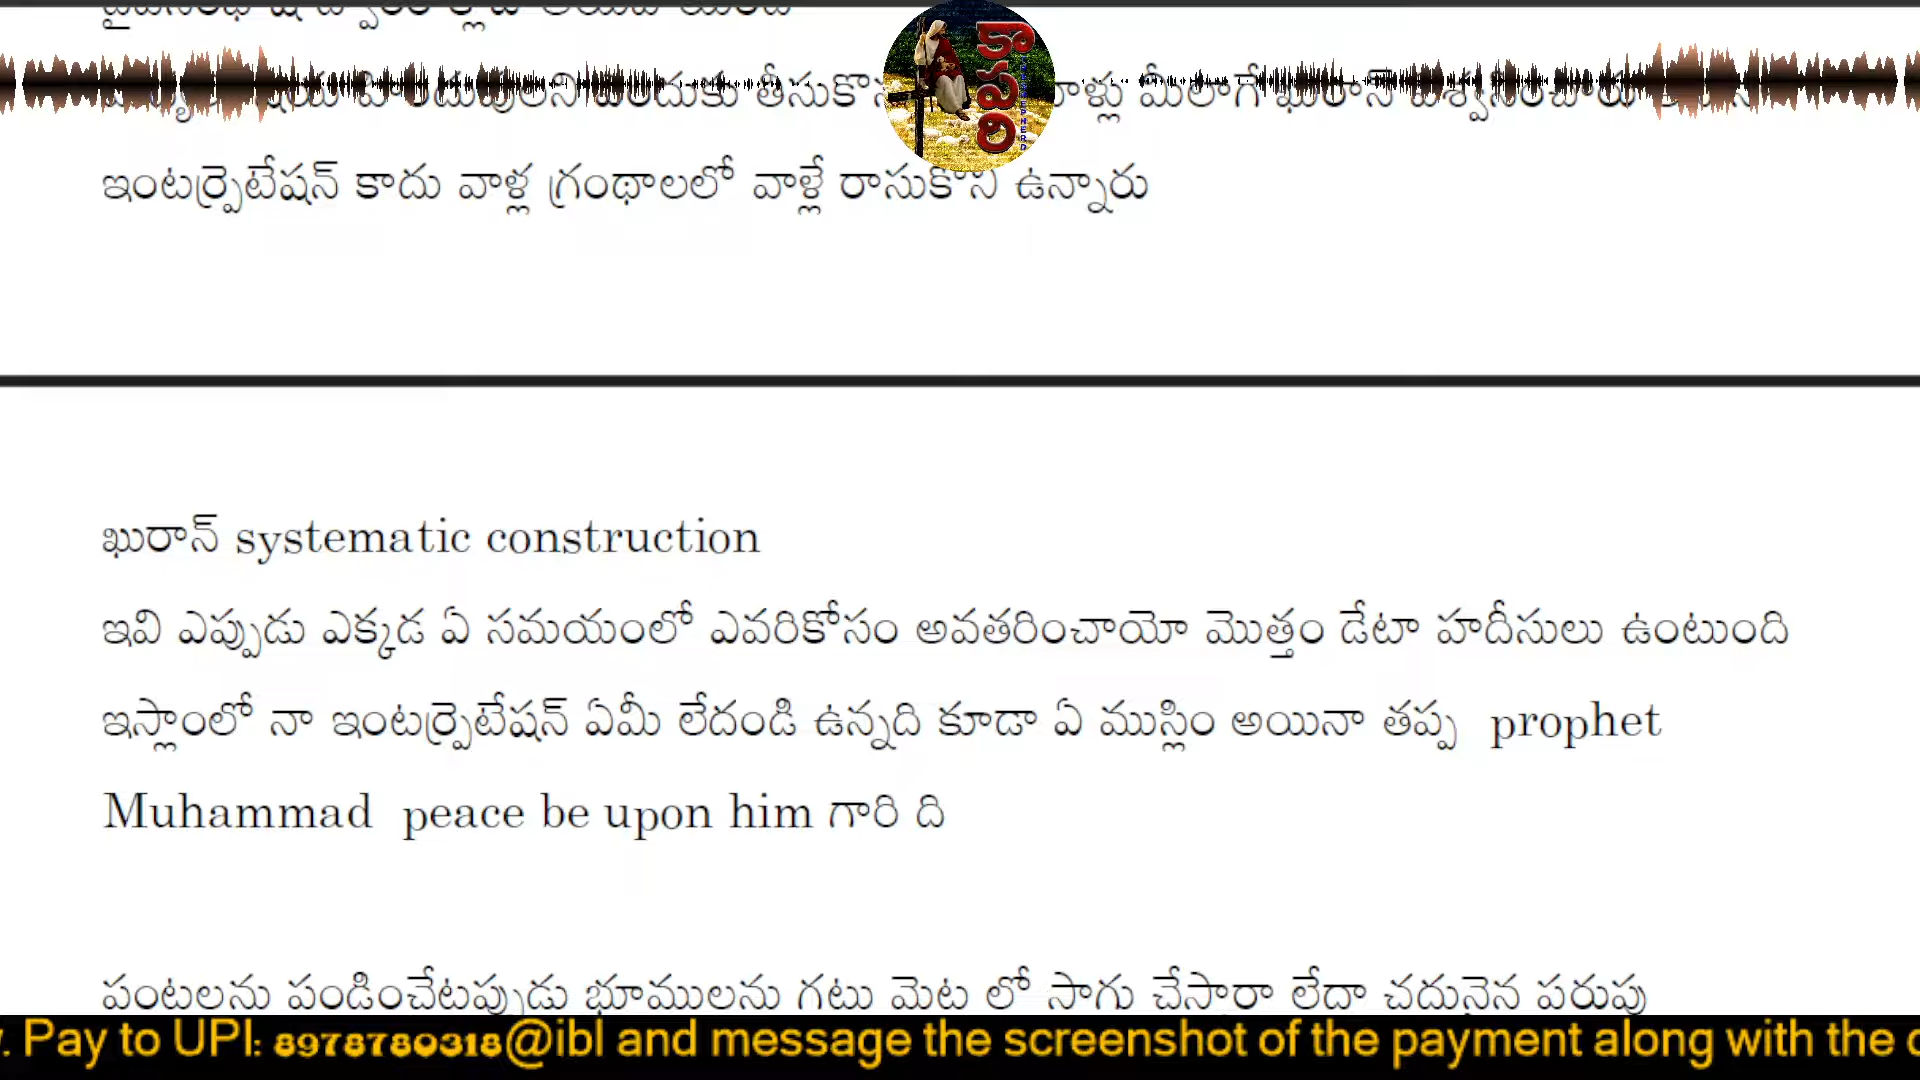 తీసుకొని వాళ్లు మీలాగే ఖురాన్
ఇంటర్ప్రెటేషన్ కాదు వాళ్ల గ్రంథాలలో వాళ్లే రాసుకొని ఉన్నారు
కాపరి
ఖురాన్ systematic construction
ఇవి ఎప్పుడు ఎక్కడ ఏ సమయంలో ఎవరికోసం అవతరించాయో మొత్తం డేటా హదీసులు ఉంటుంది
ఇస్లాంలో నా ఇంటర్ప్రెటేషన్ ఏమీ లేదండి ఉన్నది కూడా ఏ ముస్లిం అయినా తప్ప prophet
Muhammad peace be upon him గారి ది
పంటలను పండించేటప్పుడు భూములను గట్టు మెట్ట లో సాగు చేస్తారా లేదా చదునైన పరుపు
. Pay to UPI: 8978780318@ibl and message the screenshot of the payment along with the